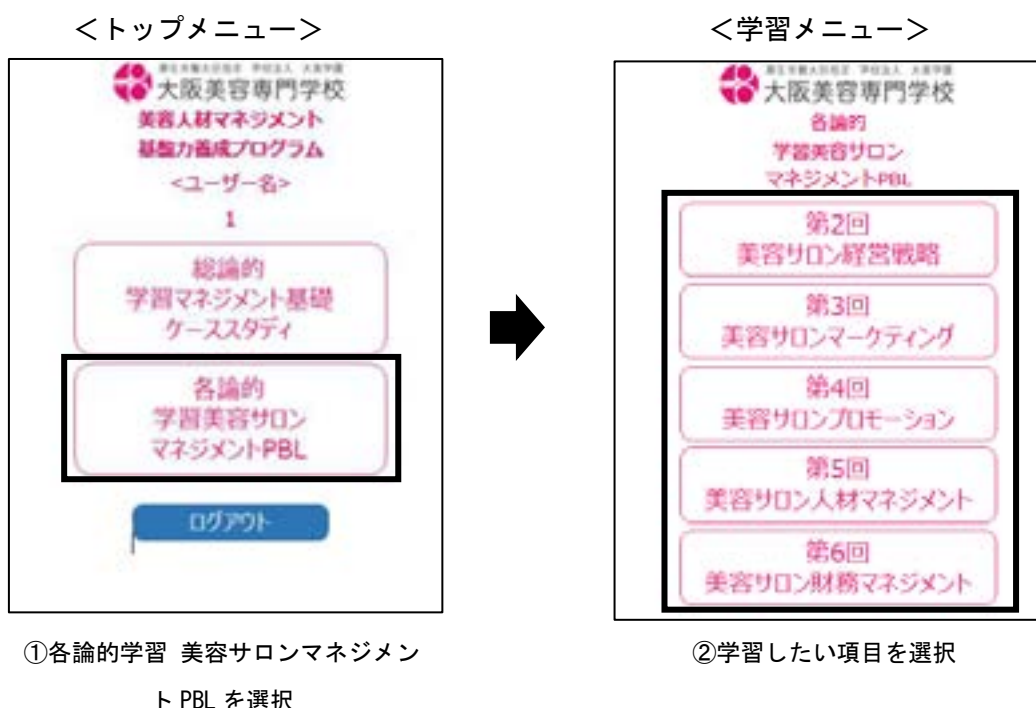 <トップメニュー>
大阪美容専門学校
美容人材マネジメント
基盤力養成プログラム
<ユーザー名>
1
総論的
学習マネジメント基礎
ケーススタディ
各論的
学習美容サロン
マネジメントPBL
ログアウト
①各論的学習 美容サロンマネジメン
ト PBL を選択
<学習メニュー>
大阪美容専門学校
各論的
学習美容サロン
マネジメントPBL
第2回
美容サロン経営戦略
第3回
美容サロンマーケティング
第4回
美容サロンプロモーション
第5回
美容サロン人材マネジメント
第6回
美容サロン財務マネジメント
②学習したい項目を選択